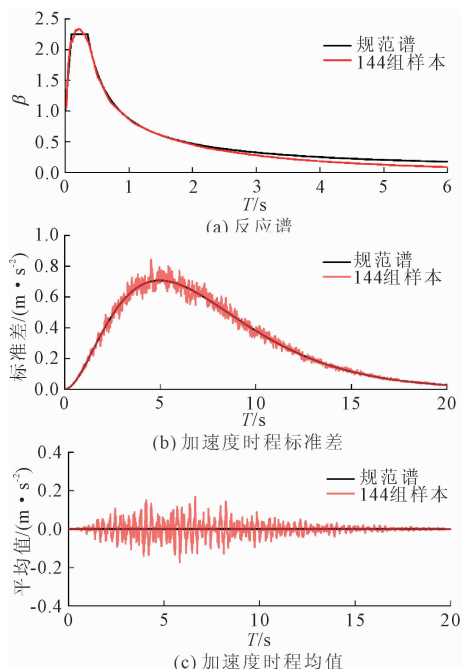 2.5
2.0
1.5
1.0
0.5
0.0
β
规范谱
144组样本
0 1 2 3 4 5 6
T/s
(a) 反应谱
1.0
0.8
0.6
0.4
0.2
0.0
标准差/(m·s⁻²)
规范谱
144组样本
0 5 10 15 20
T/s
(b) 加速度时程标准差
0.4
0.2
0.0
-0.2
-0.4
平均值/(m·s⁻²)
规范谱
144组样本
0 5 10 15 20
T/s
(c) 加速度时程均值